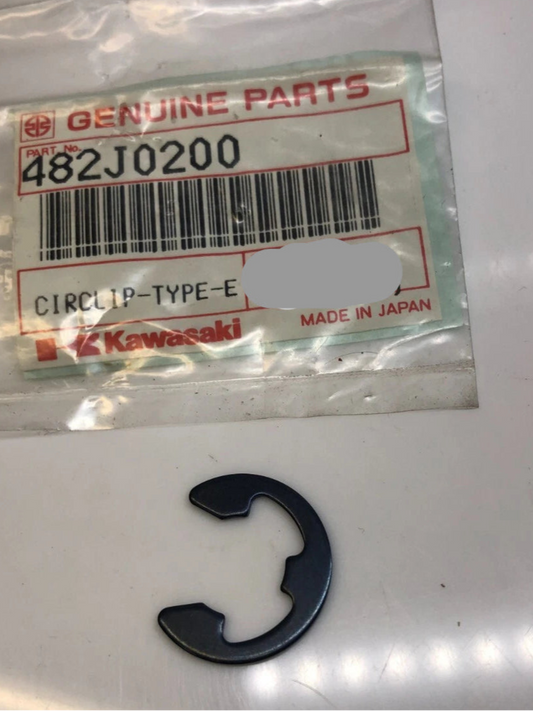 GENUINE PARTS
PART No.
482J0200
CIRCLIP-TYPE-E
MADE IN JAPAN
Kawasaki